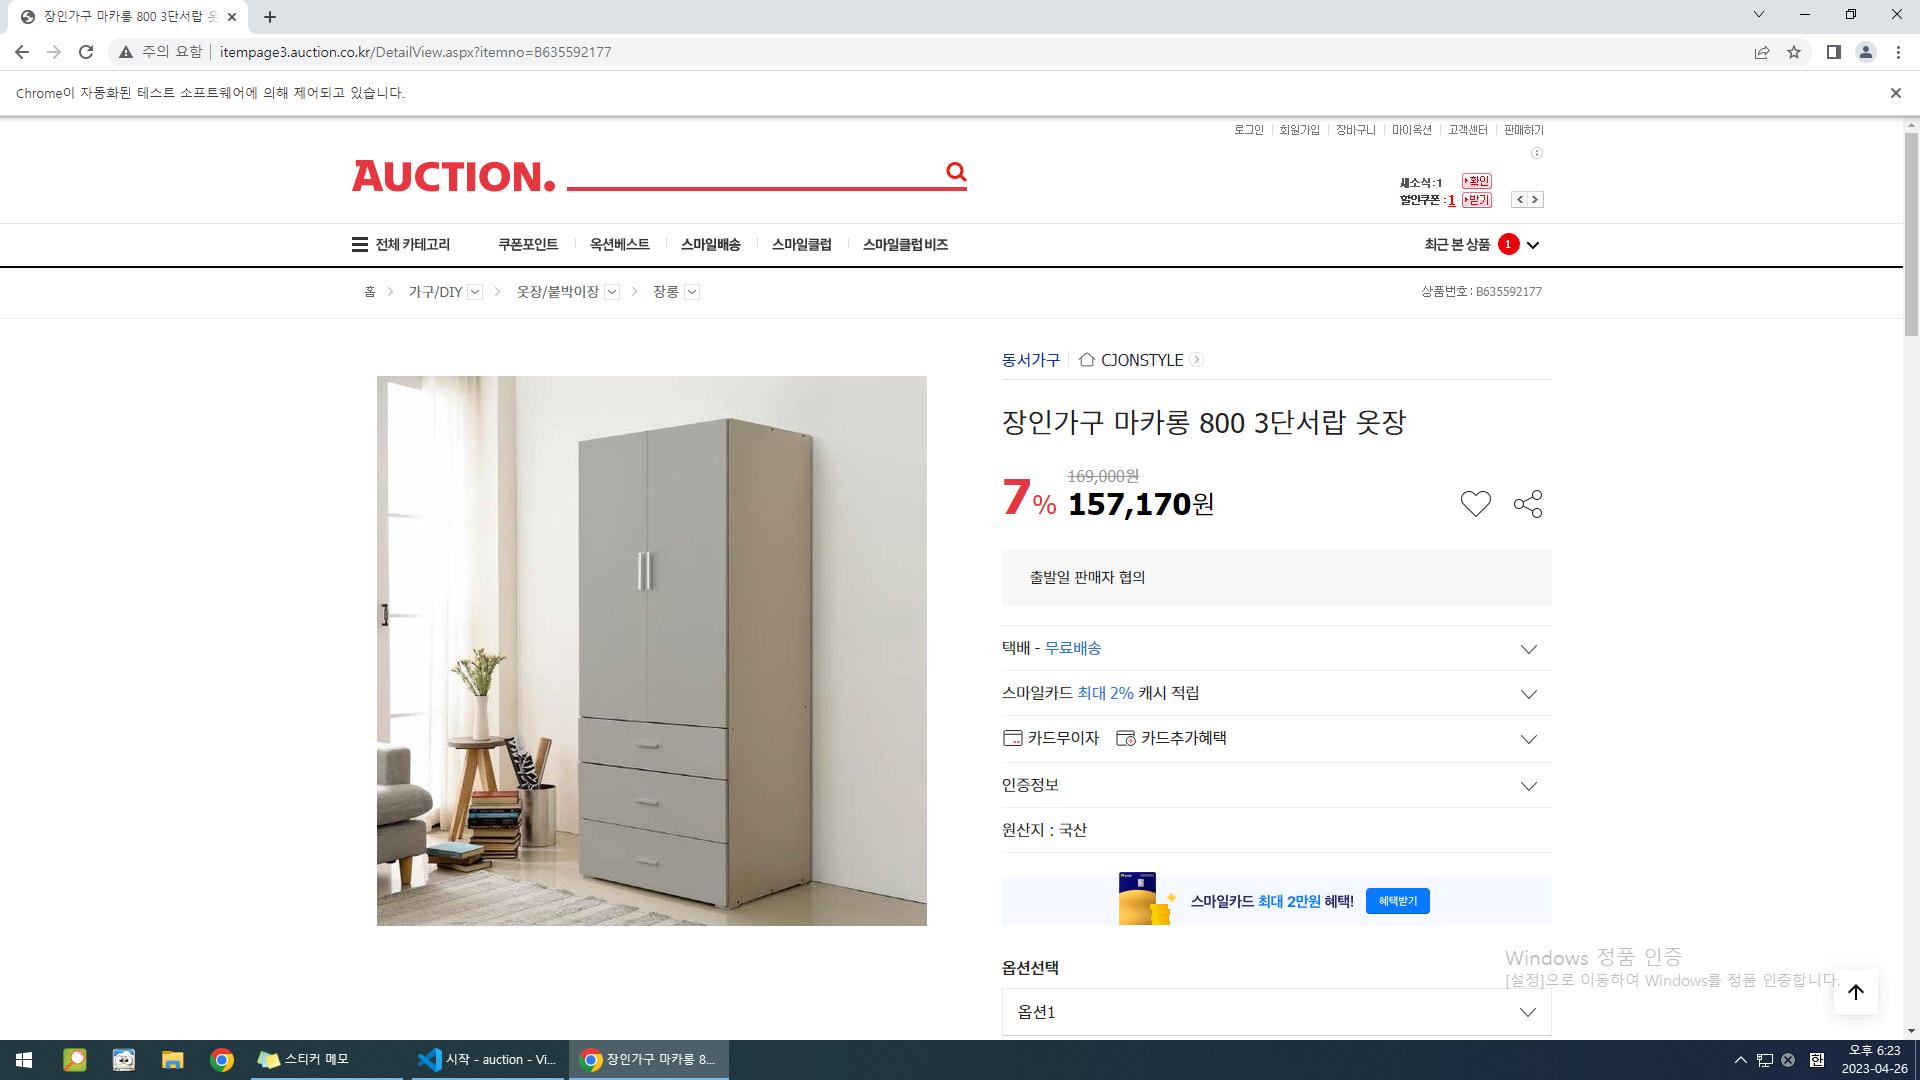 장인가구 마카롱 800 3단서랍 옷
주의 요함
itempage3.auction.co.kr/DetailView.aspx?itemno=B635592177
Chrome이 자동화된 테스트 소프트웨어에 의해 제어되고 있습니다.
로그인 회원가입 장바구니 마이옥션 고객센터 판매하기
AUCTION.
새소식:1 확인
할인쿠폰 : 1 받기
전체 카테고리 쿠폰포인트 옥션베스트 스마일배송 스마일클럽 스마일클럽 비즈 최근 본 상품 1
홈 가구/DIY 옷장/붙박이장 장롱 상품번호 : B635592177
동서가구 CJONSTYLE
장인가구 마카롱 800 3단서랍 옷장
169,000원
7% 157,170원
출발일 판매자 협의
택배 - 무료배송
스마일카드 최대 2% 캐시 적립
카드무이자 카드추가혜택
인증정보
원산지 : 국산
스마일카드 최대 2만원 혜택! 혜택받기
옵션선택
옵션1
Windows 정품 인증
[설정]으로 이동하여 Windows를 정품 인증합니다.
스티커 메모
시작 - auction - Vi...
장인가구 마카롱 8...
한
오후 6:23
2023-04-26